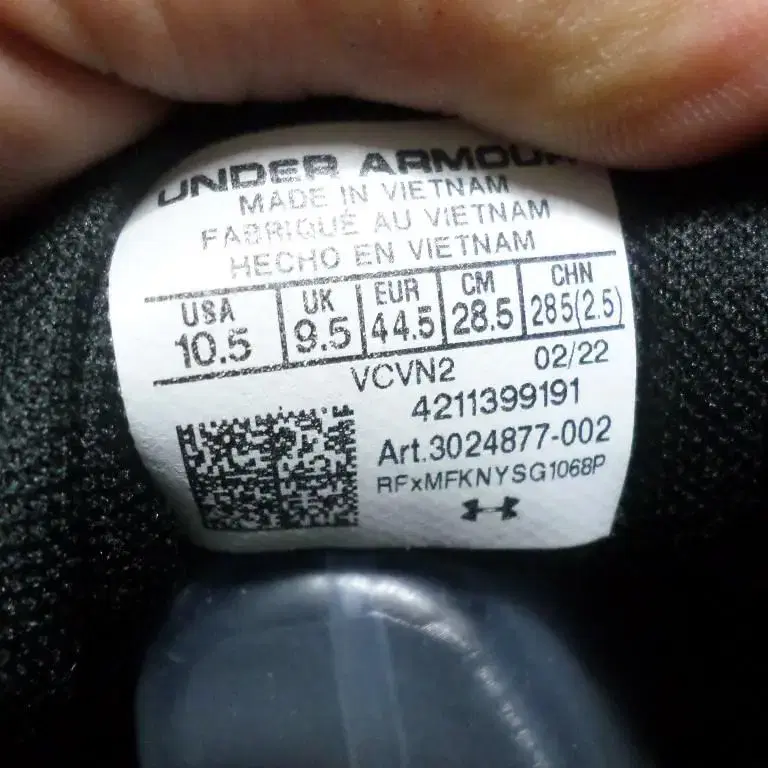 UNDER ARMOUR
MADE IN VIETNAM
FABRIQUÉ AU VIETNAM
HECHO EN VIETNAM
USA UK EUR CM CHN
10.5 9.5 44.5 28.5 285(2.5)
VCVN2 02/22
4211399191
Art.3024877-002
RFxMFKNYSG1068P